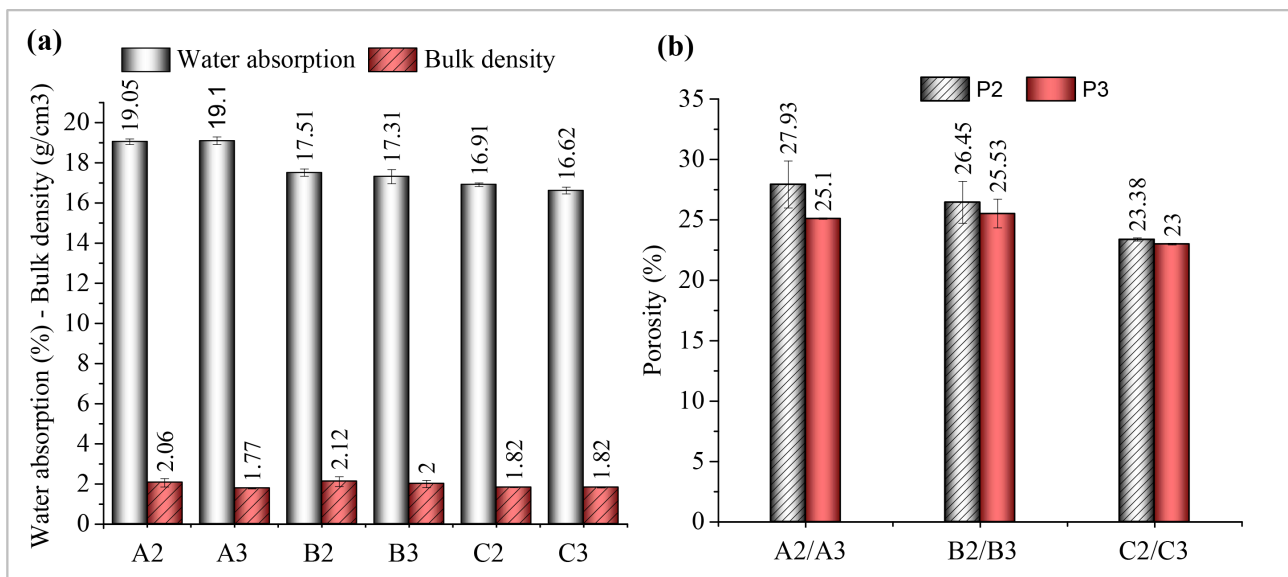 (a)
Water absorption
Bulk density
Water absorption (%) - Bulk density (g/cm3)
20
18
16
14
12
10
8
6
4
2
0
19.05
2.06
19.1
1.77
17.51
2.12
17.31
2
16.91
1.82
16.62
1.82
A2
A3
B2
B3
C2
C3
(b)
P2
P3
Porosity (%)
35
30
25
20
15
10
5
0
27.93
25.1
26.45
25.53
23.38
23
A2/A3
B2/B3
C2/C3